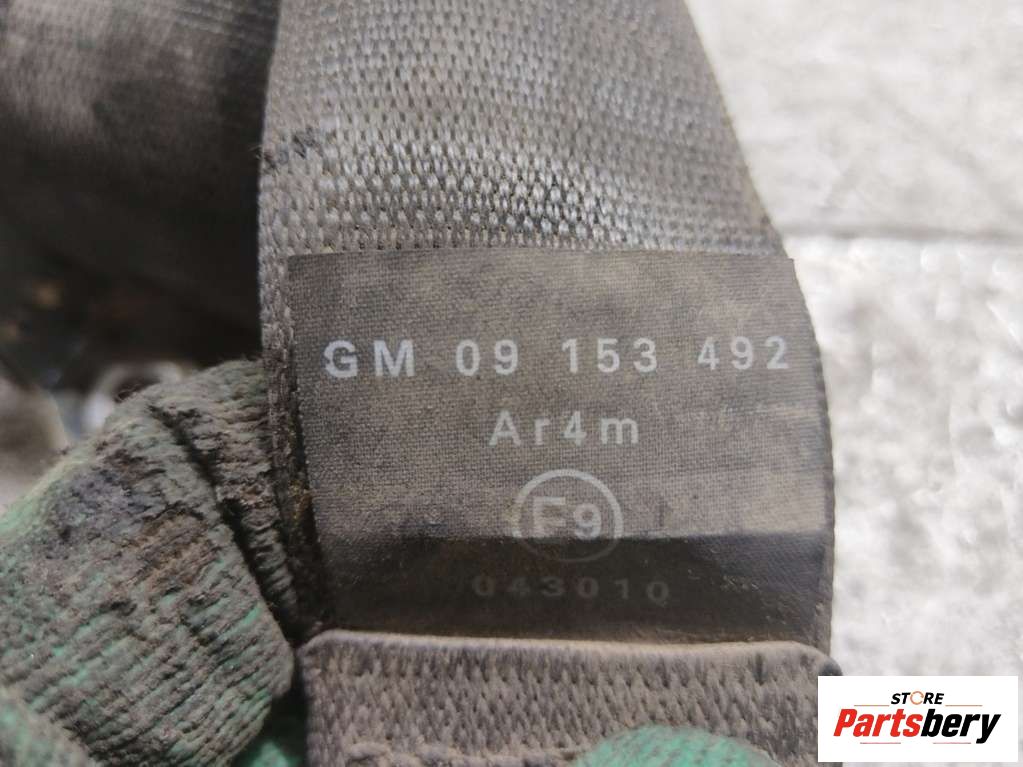 GM 09 153 492
Ar4m
E9
043010
STORE
Partsbery